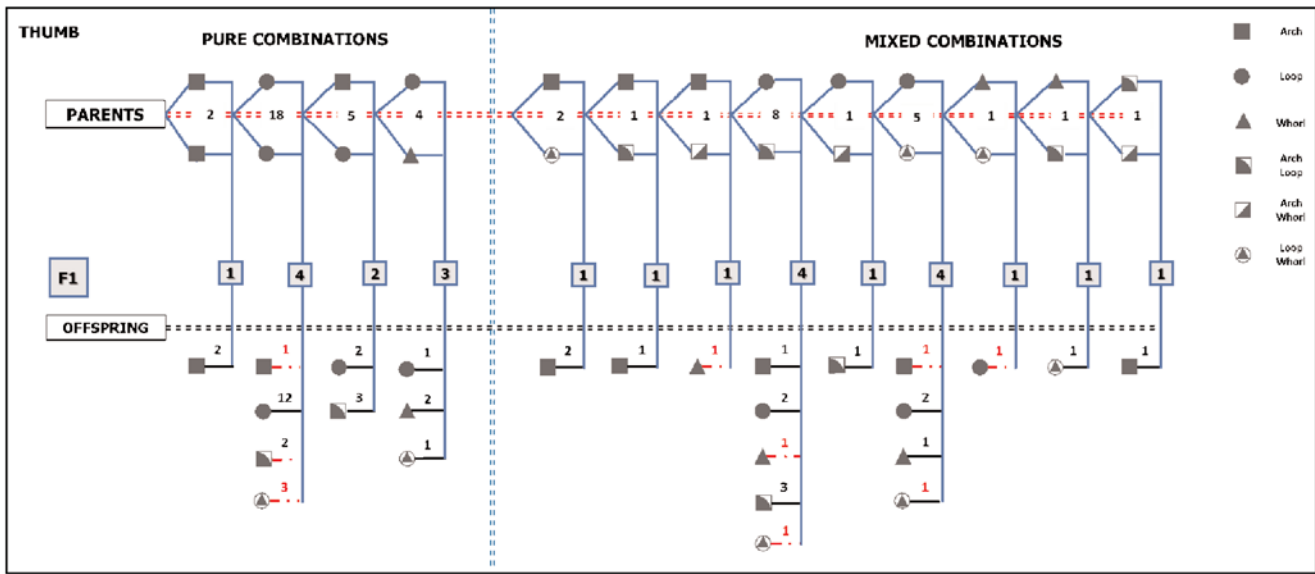 THUMB
PURE COMBINATIONS
MIXED COMBINATIONS
Arch
Loop
Whorl
Arch
Loop
Arch
Whorl
Loop
Whorl
PARENTS
2 18 5 4 2 1 1 8 1 5 1 1 1
F1
1 4 2 3 1 1 1 4 1 4 1 1 1
OFFSPRING
2 1 2 1 2 1 1 1 1 1 1 1 1
12 3 2 2 2
2 1 1 1
3 3 1
1